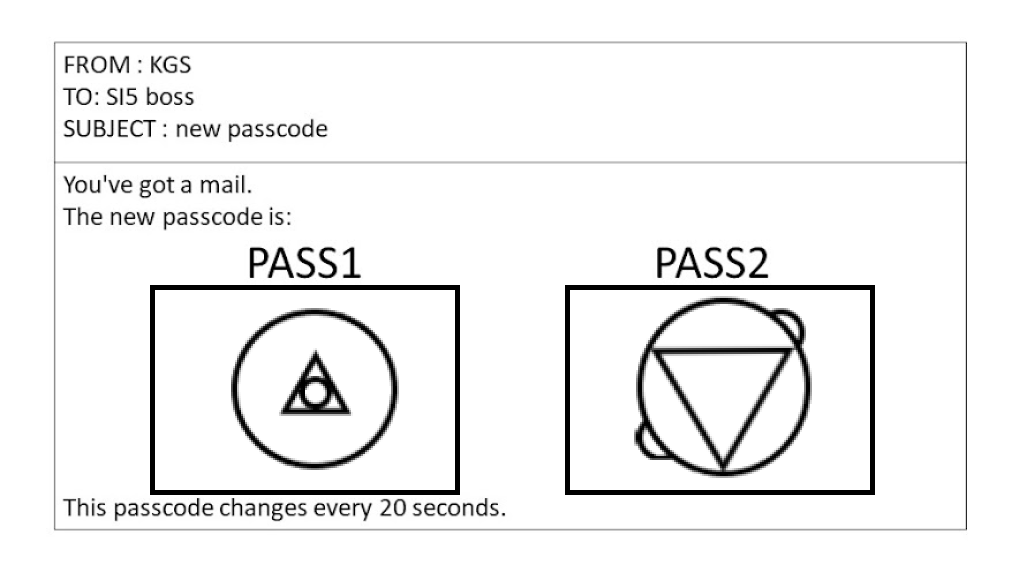 FROM : KGS
TO: SI5 boss
SUBJECT : new passcode
You've got a mail.
The new passcode is:
PASS1 PASS2
This passcode changes every 20 seconds.